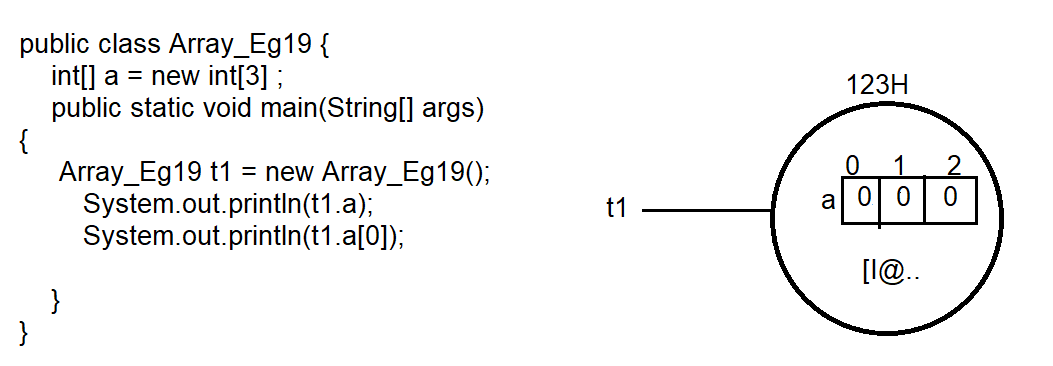 public class Array_Eg19 {
int[] a = new int[3] ;
public static void main(String[] args)
{
Array_Eg19 t1 = new Array_Eg19();
System.out.println(t1.a);
System.out.println(t1.a[0]);
}
}
123H
0 1 2
t1
a 0 0 0
[I@..